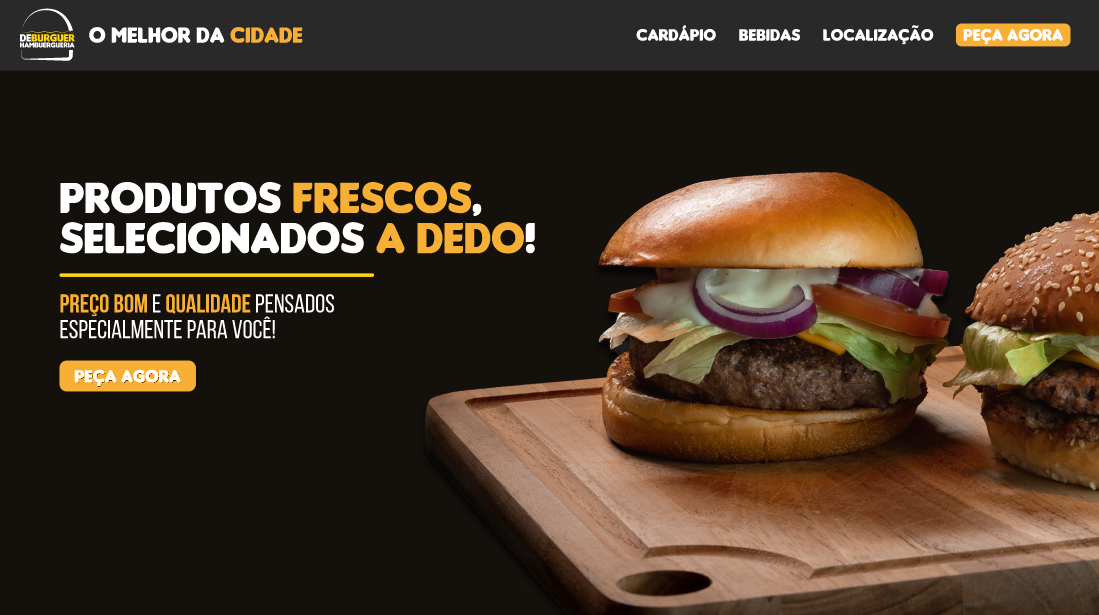 DEBURGUER
HAMBUERGUERIA
O MELHOR DA CIDADE
CARDÁPIO
BEBIDAS
LOCALIZAÇÃO
PEÇA AGORA
PRODUTOS FRESCOS,
SELECIONADOS A DEDO!
PREÇO BOM E QUALIDADE PENSADOS
ESPECIALMENTE PARA VOCÊ!
PEÇA AGORA